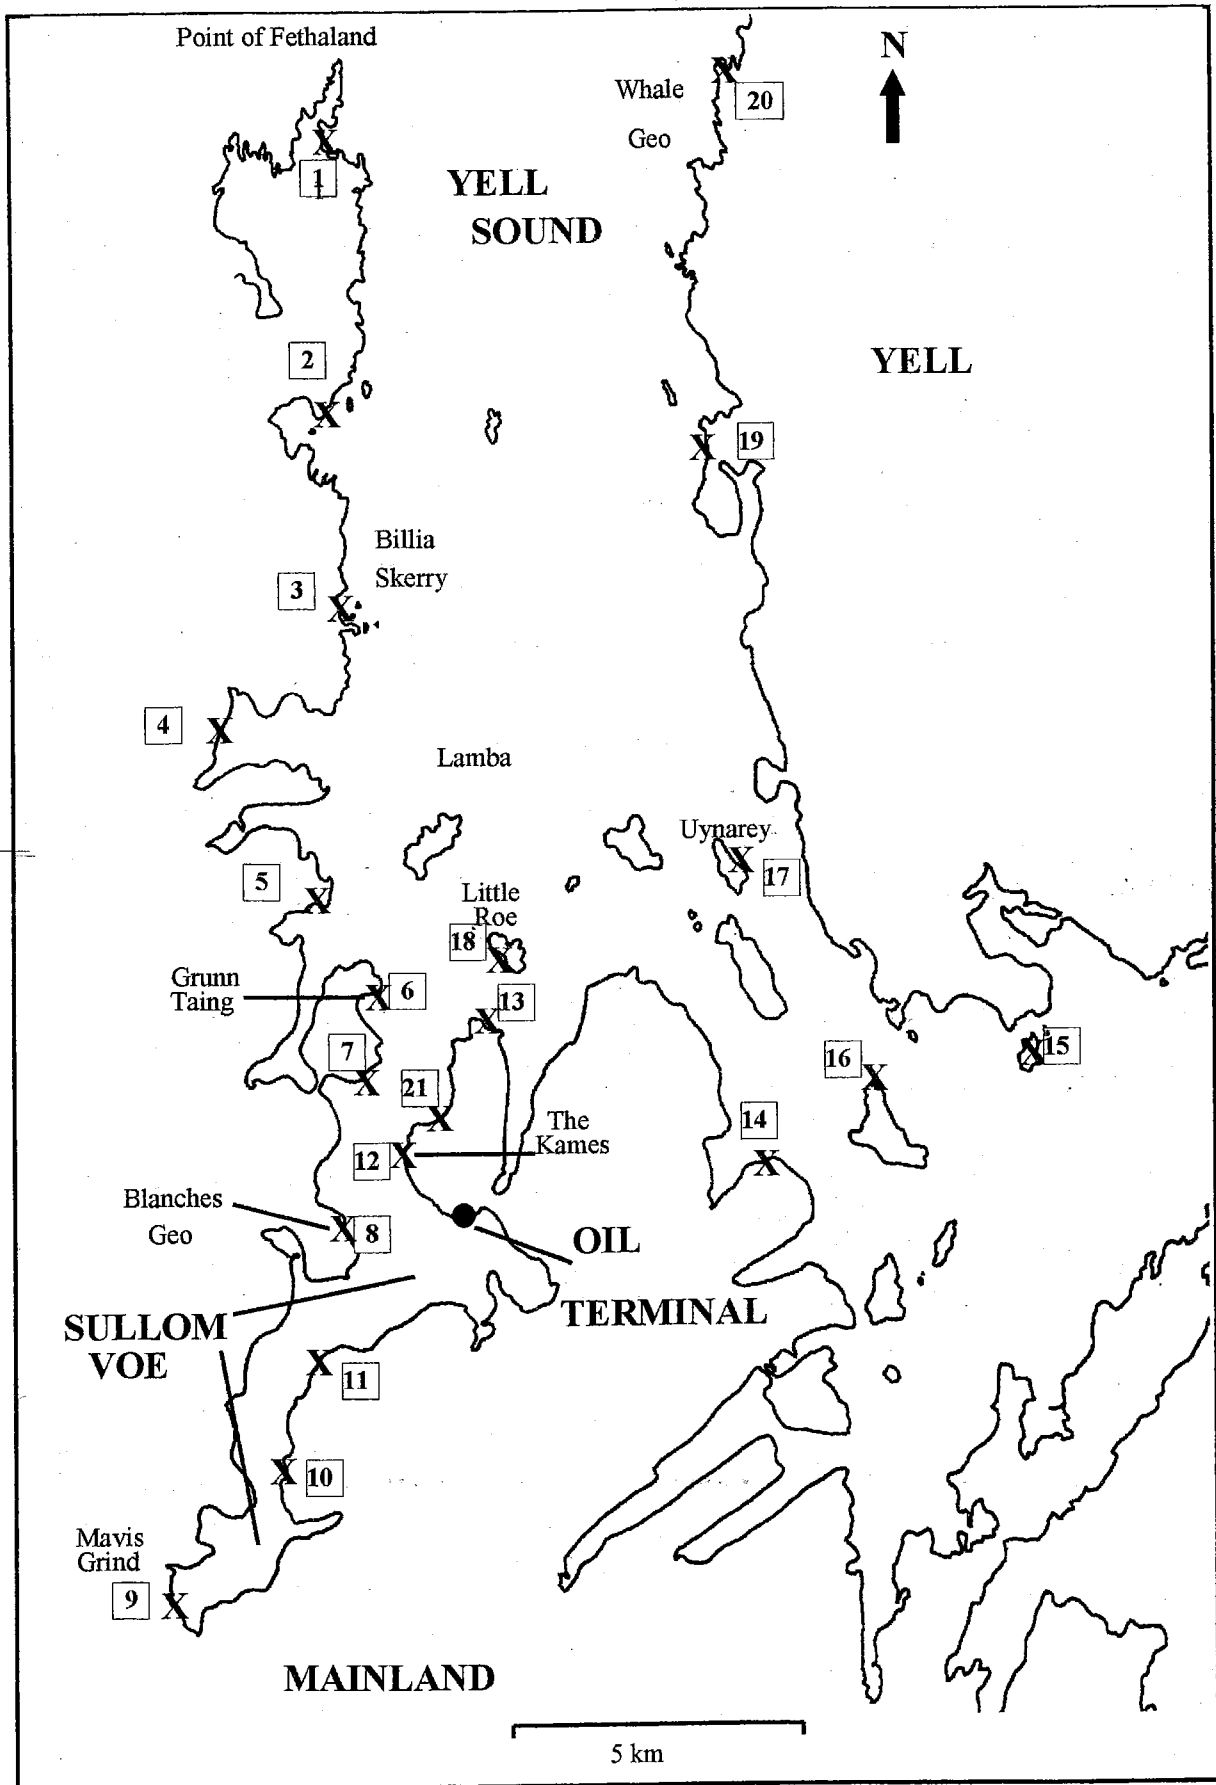 Point of Fethaland
N
Whale
Geo
X
20
X
1
YELL
SOUND
2
X
YELL
X
19
Billia
Skerry
3
X
4
X
Lamba
Uynarey
X
17
5
X
Little
Roe
18
X
Grunn
Taing
X
6
13
X
7
X
21
X
16
X
X
15
14
X
The
Kames
12
X
Blanches
Geo
X
8
OIL
TERMINAL
SULLOM
VOE
X
11
X
10
Mavis
Grind
9
X
MAINLAND
5 km